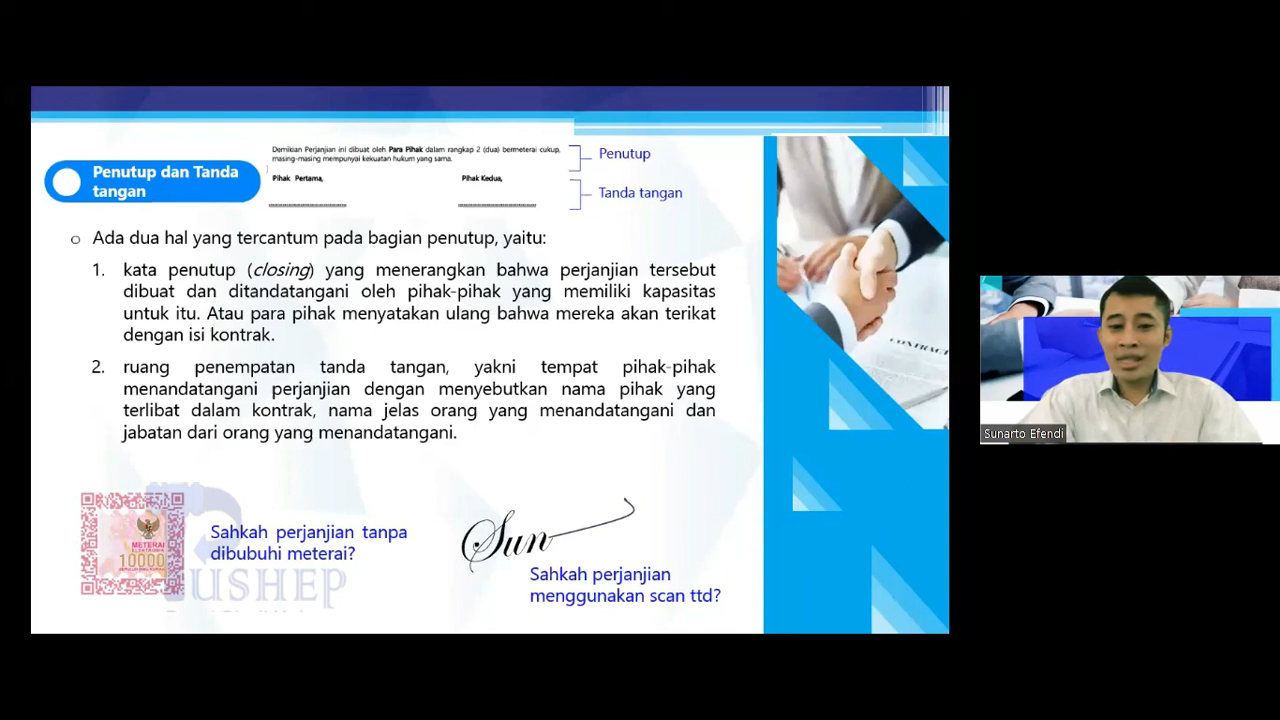 Demikian Perjanjian ini dibuat oleh Para Pihak dalam rangkap 2 (dua) bermeterai cukup,
masing-masing mempunyai kekuatan hukum yang sama.
Penutup
Penutup dan Tanda
tangan
Pihak Pertama,
Pihak Kedua,
Tanda tangan
Ada dua hal yang tercantum pada bagian penutup, yaitu:
1. kata penutup (closing) yang menerangkan bahwa perjanjian tersebut
dibuat dan ditandatangani oleh pihak-pihak yang memiliki kapasitas
untuk itu. Atau para pihak menyatakan ulang bahwa mereka akan terikat
dengan isi kontrak.
2. ruang penempatan tanda tangan, yakni tempat pihak-pihak
menandatangani perjanjian dengan menyebutkan nama pihak yang
terlibat dalam kontrak, nama jelas orang yang menandatangani dan
jabatan dari orang yang menandatangani.
METERAI
ELEKTRONIK
10000
Sahkah perjanjian tanpa
dibubuhi meterai?
Sun
Sahkah perjanjian
menggunakan scan ttd?
USHEP
CONTRACT
Sunarto Efendi